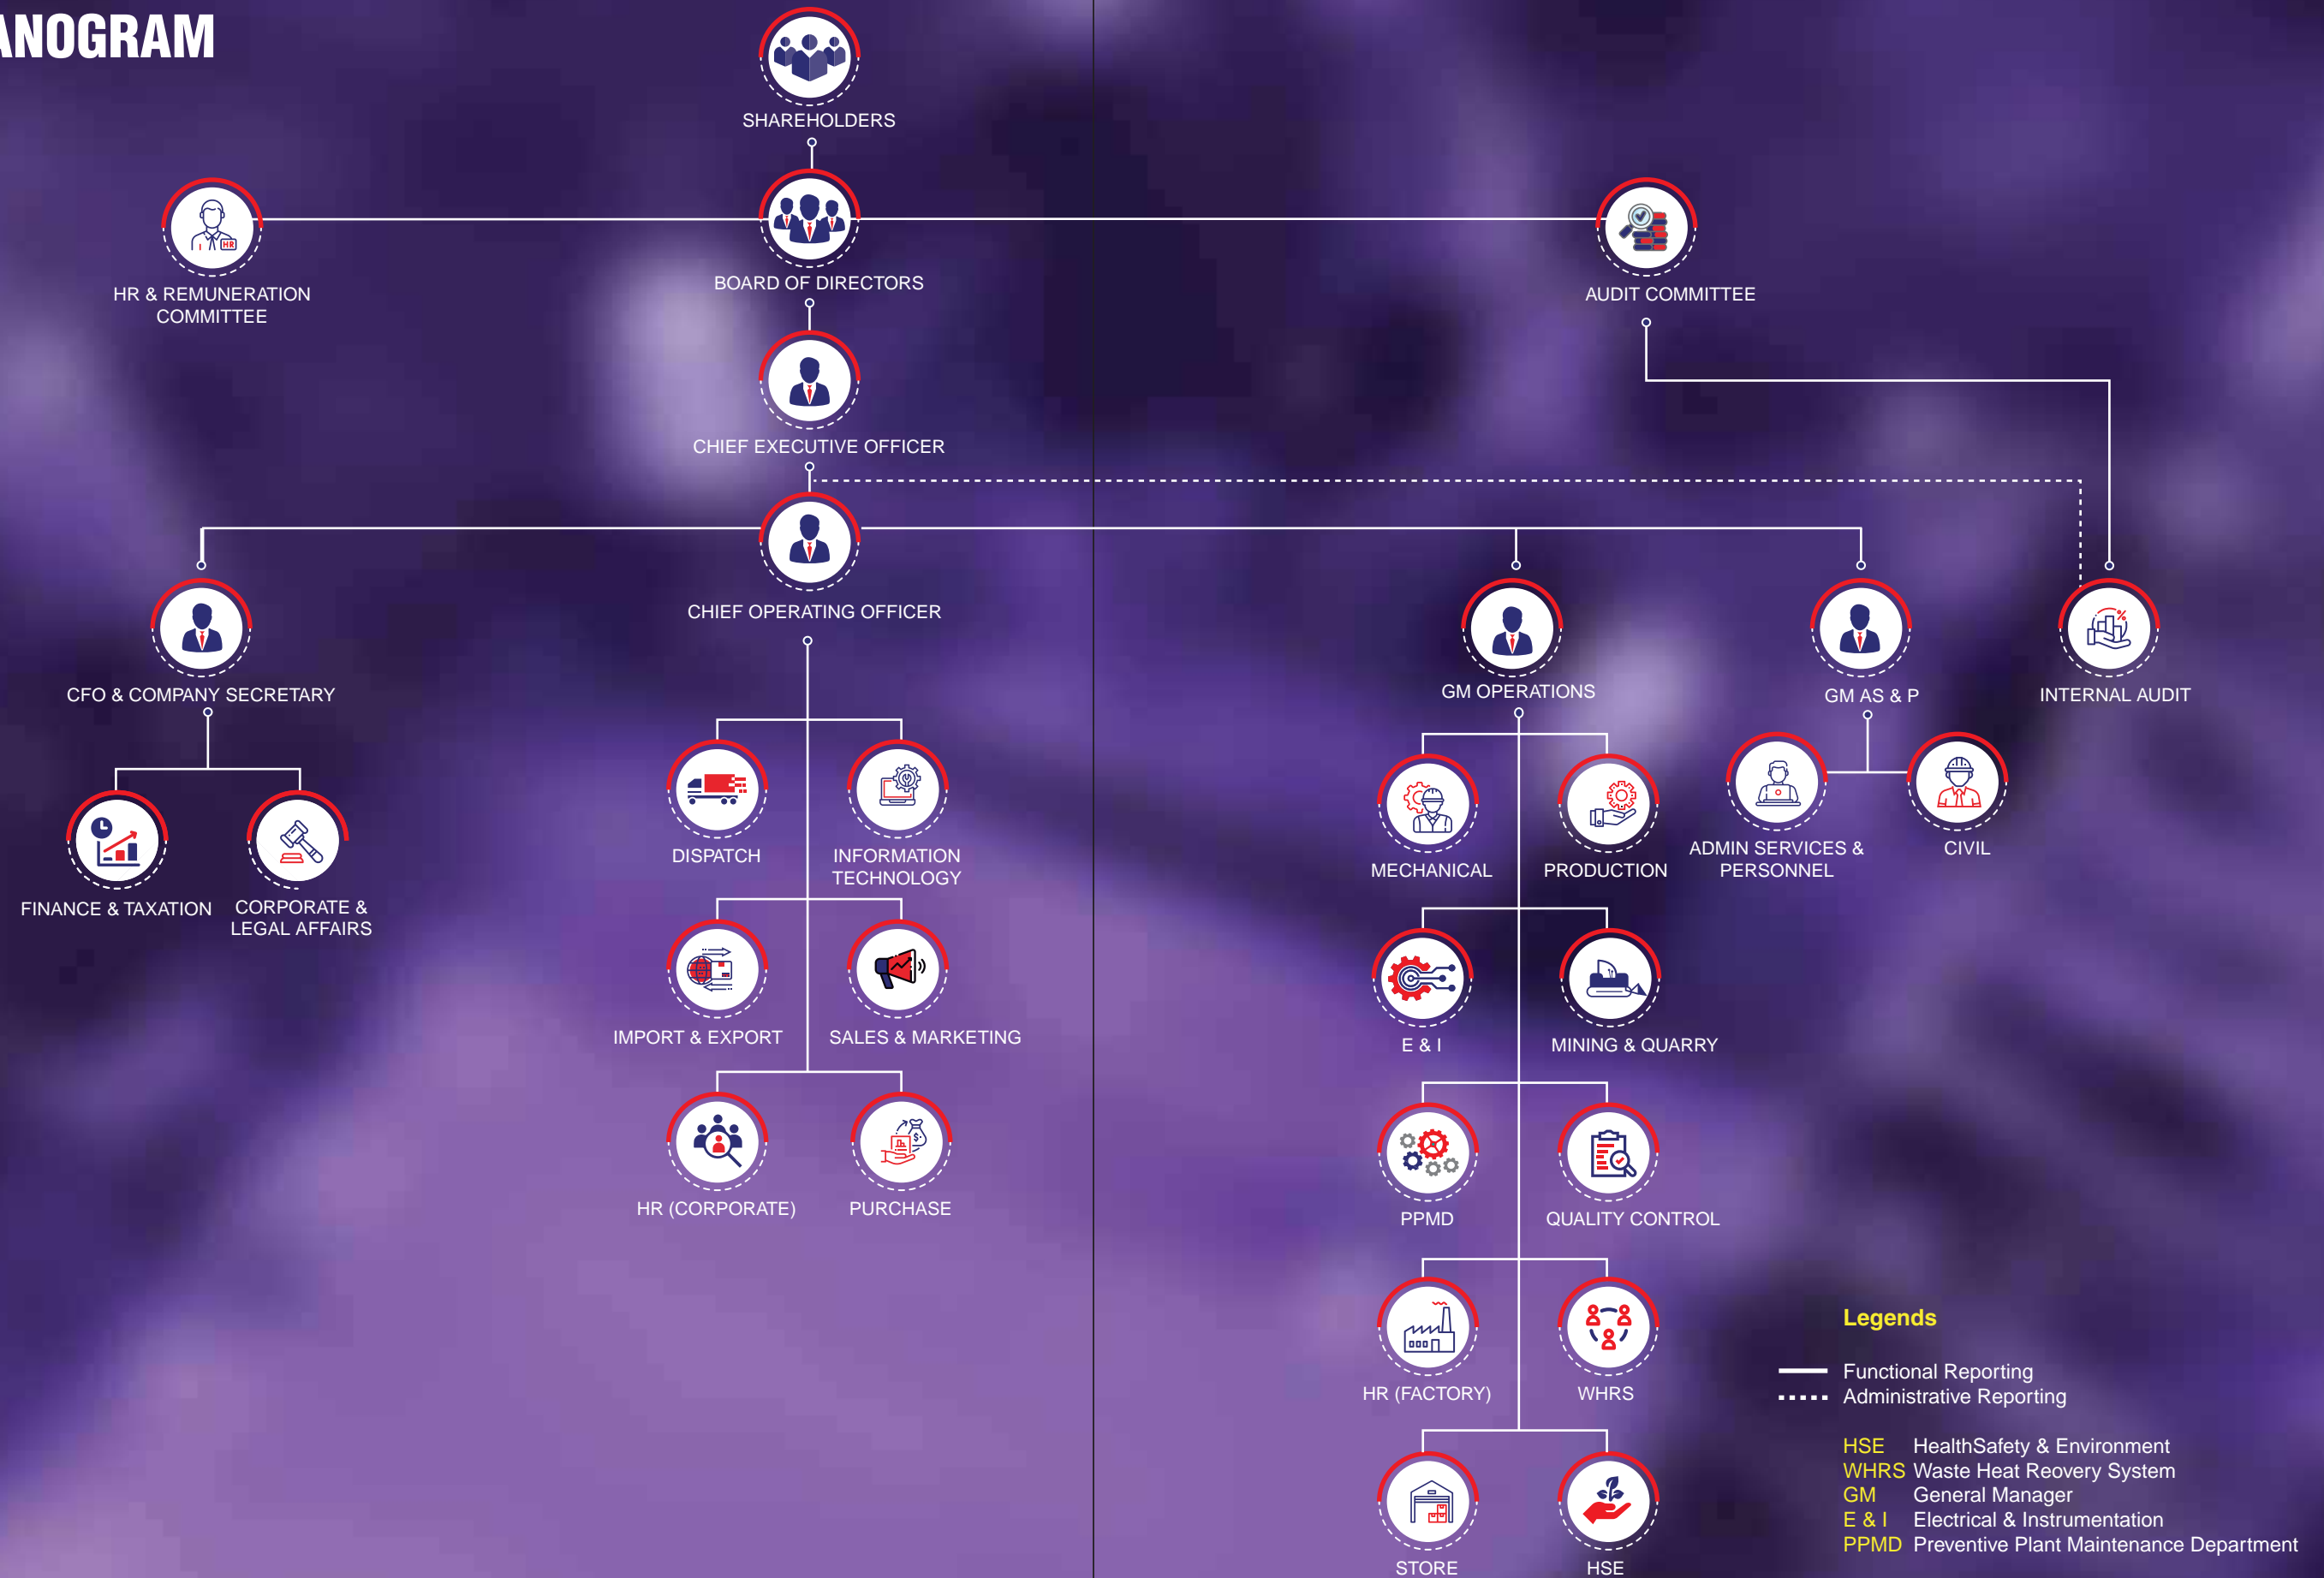 ANOGRAM
SHAREHOLDERS
HR & REMUNERATION
COMMITTEE
BOARD OF DIRECTORS
AUDIT COMMITTEE
CHIEF EXECUTIVE OFFICER
CHIEF OPERATING OFFICER
CFO & COMPANY SECRETARY
GM OPERATIONS
GM AS & P
INTERNAL AUDIT
FINANCE & TAXATION
CORPORATE &
LEGAL AFFAIRS
DISPATCH
INFORMATION
TECHNOLOGY
IMPORT & EXPORT
SALES & MARKETING
HR (CORPORATE)
PURCHASE
MECHANICAL
PRODUCTION
ADMIN SERVICES &
PERSONNEL
CIVIL
E & I
MINING & QUARRY
PPMD
QUALITY CONTROL
HR (FACTORY)
WHRS
STORE
HSE
Legends
Functional Reporting
Administrative Reporting
HSE HealthSafety & Environment
WHRS Waste Heat Reovery System
GM General Manager
E & I Electrical & Instrumentation
PPMD Preventive Plant Maintenance Department
HR